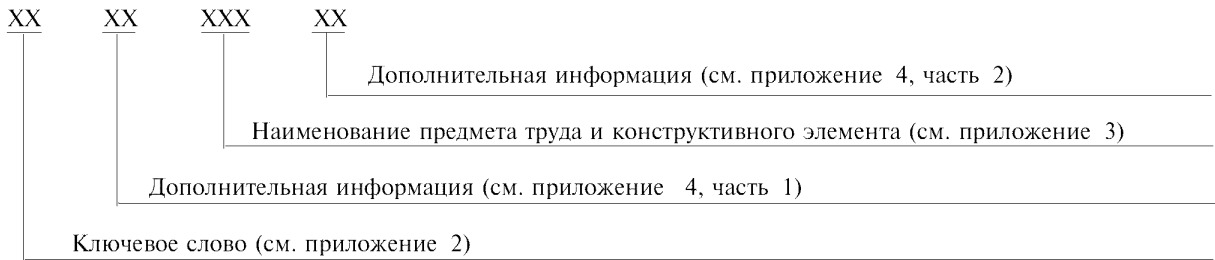 XX XX XXX XX
Дополнительная информация (см. приложение 4, часть 2)
Наименование предмета труда и конструктивного элемента (см. приложение 3)
Дополнительная информация (см. приложение 4, часть 1)
Ключевое слово (см. приложение 2)